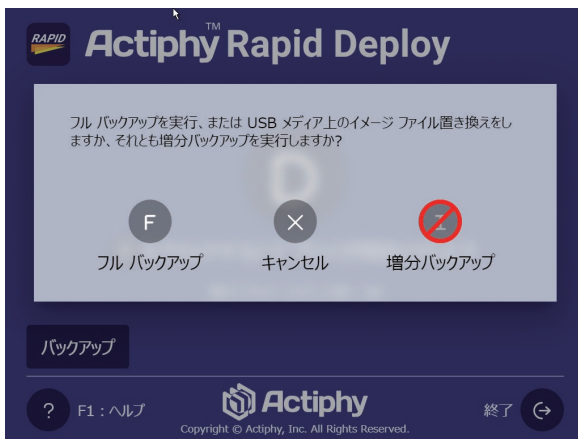 RAPID
Actiphy™ Rapid Deploy
フル バックアップを実行、または USB メディア上のイメージ ファイル置き換えをし
ますか、それとも増分バックアップを実行しますか?
F
I
フル バックアップ
キャンセル
増分バックアップ
バックアップ
? F1 : ヘルプ
Actiphy
終了
Copyright © Actiphy, Inc. All Rights Reserved.